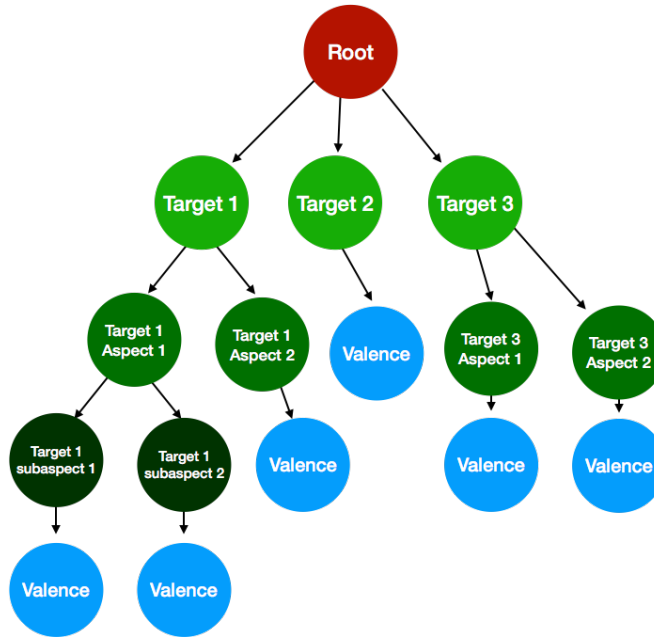 Root
Target 1
Target 2
Target 3
Target 1
Aspect 1
Target 1
Aspect 2
Valence
Target 3
Aspect 1
Target 3
Aspect 2
Target 1
subaspect 1
Target 1
subaspect 2
Valence
Valence
Valence
Valence
Valence